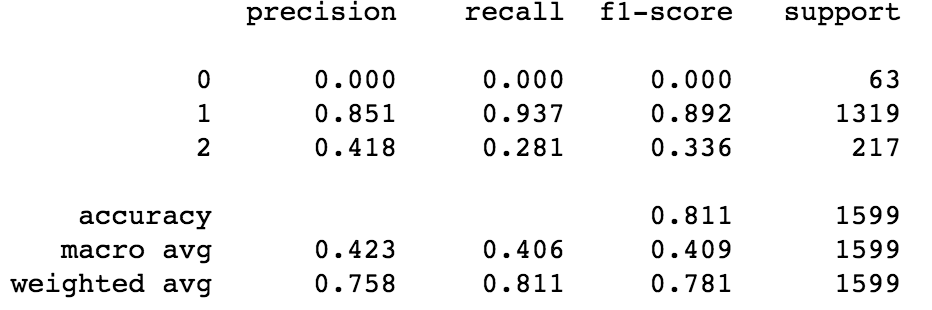 precision recall f1-score support
0 0.000 0.000 0.000 63
1 0.851 0.937 0.892 1319
2 0.418 0.281 0.336 217
accuracy 0.811 1599
macro avg 0.423 0.406 0.409 1599
weighted avg 0.758 0.811 0.781 1599